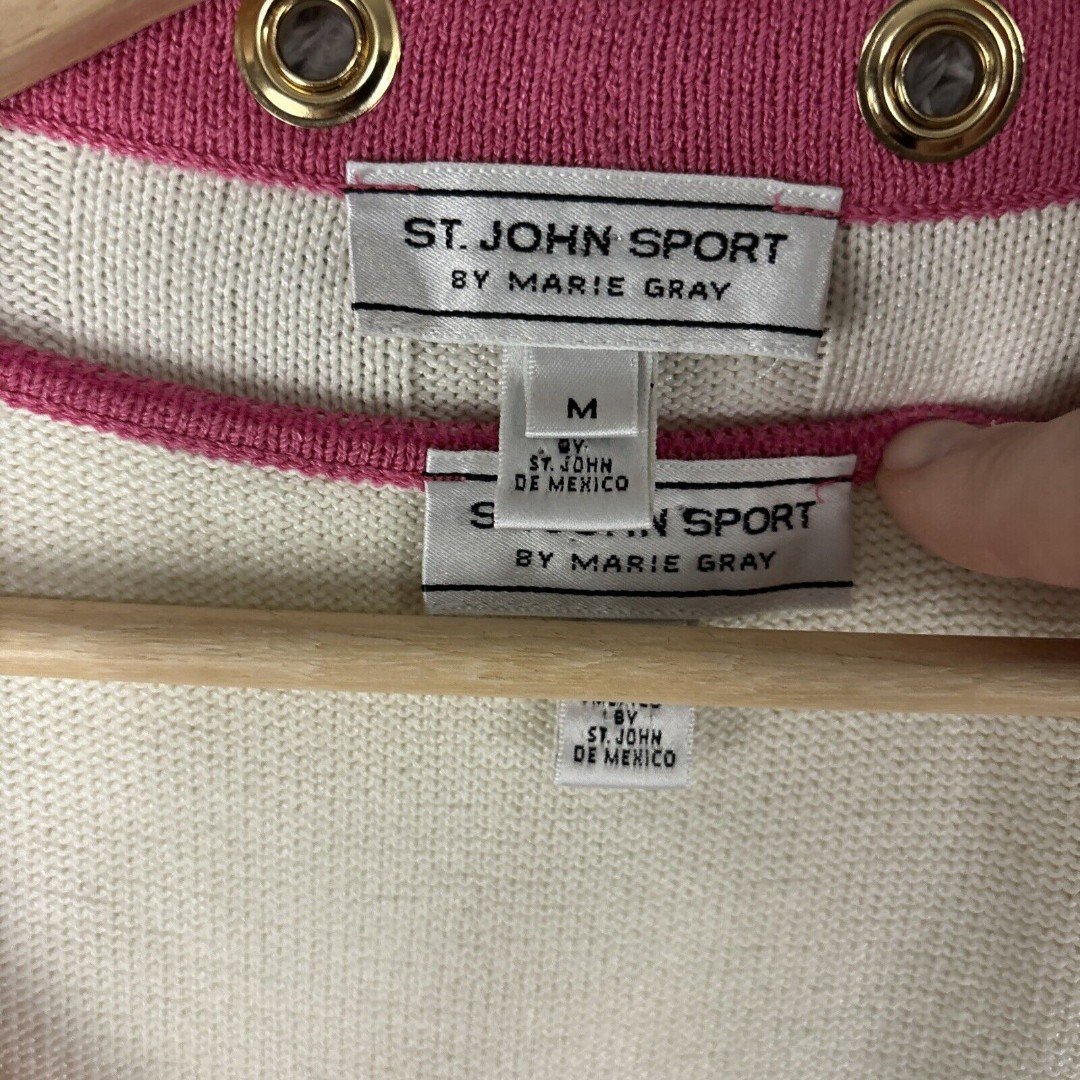 ST. JOHN SPORT
BY MARIE GRAY
M
BY
ST. JOHN
DE MEXICO
SPORT
BY MARIE GRAY
BY
ST. JOHN
DE MEXICO